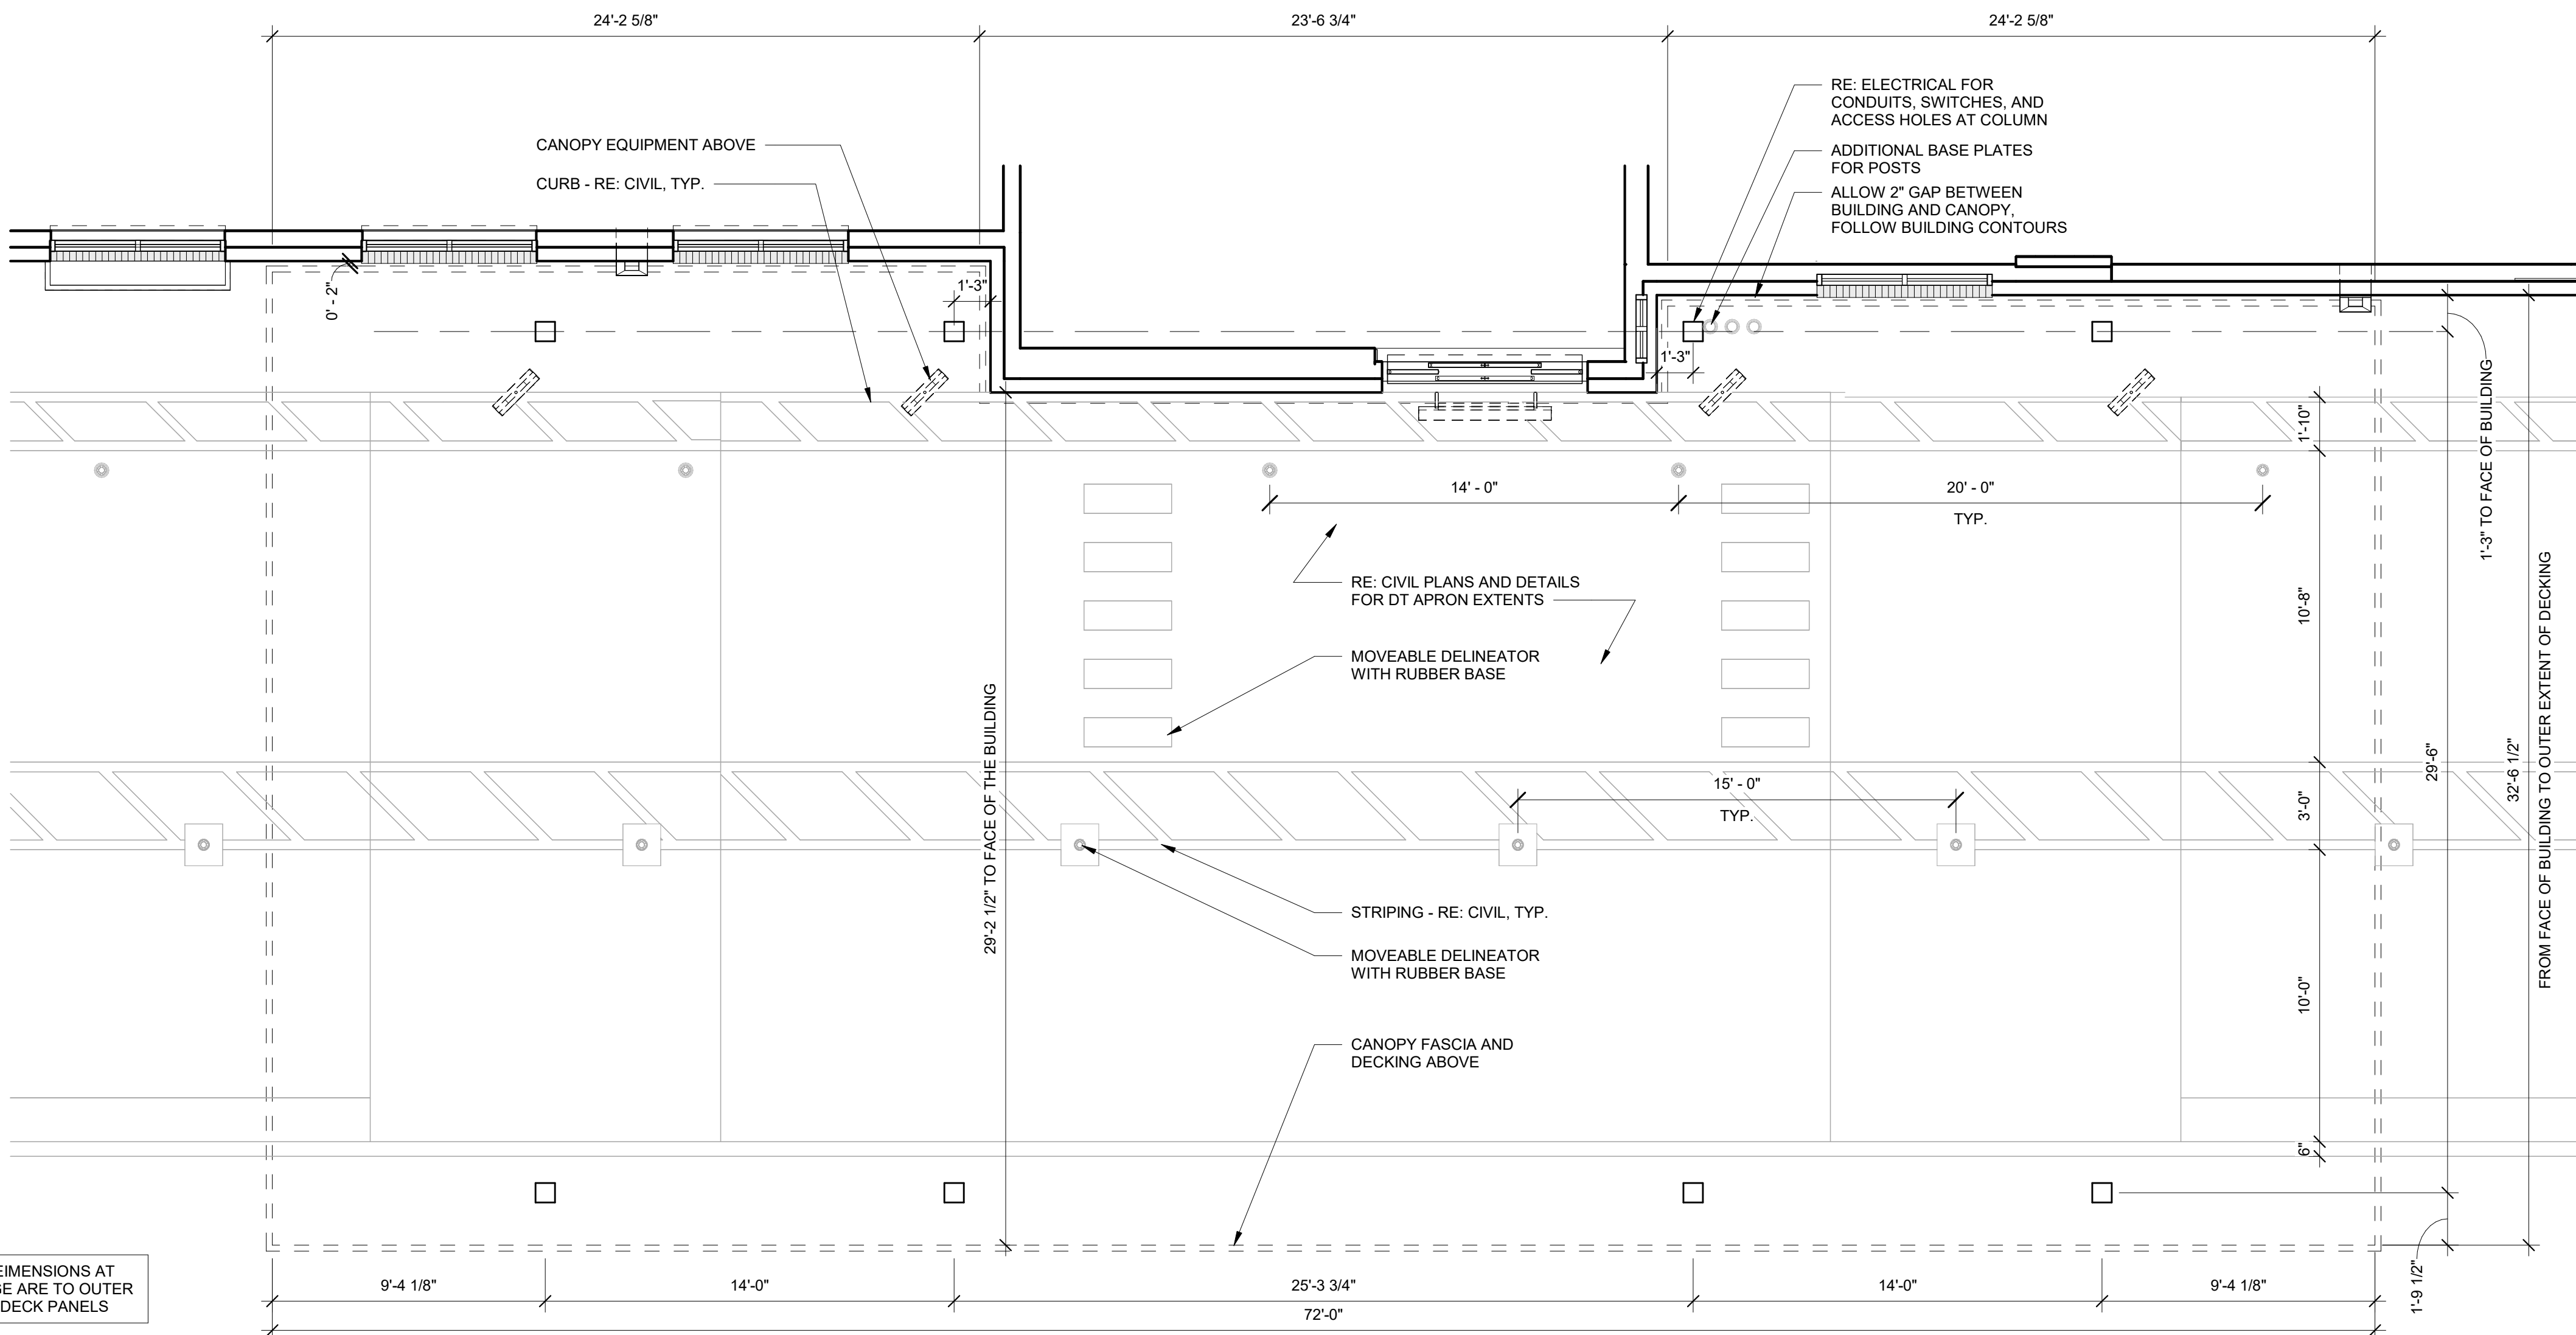 24'-2 5/8"
23'-6 3/4"
24'-2 5/8"
RE: ELECTRICAL FOR
CONDUITS, SWITCHES, AND
ACCESS HOLES AT COLUMN
ADDITIONAL BASE PLATES
FOR POSTS
ALLOW 2" GAP BETWEEN
BUILDING AND CANOPY,
FOLLOW BUILDING CONTOURS
CANOPY EQUIPMENT ABOVE
CURB - RE: CIVIL, TYP.
0' - 2"
1'-3"
1'-3"
1'-3" TO FACE OF BUILDING
1'-10"
14' - 0"
20' - 0"
TYP.
RE: CIVIL PLANS AND DETAILS
FOR DT APRON EXTENTS
10'-8"
MOVEABLE DELINEATOR
WITH RUBBER BASE
29'-2 1/2" TO FACE OF THE BUILDING
15' - 0"
TYP.
3'-0"
29'-6"
32'-6 1/2"
FROM FACE OF BUILDING TO OUTER EXTENT OF DECKING
STRIPING - RE: CIVIL, TYP.
MOVEABLE DELINEATOR
WITH RUBBER BASE
10'-0"
CANOPY FASCIA AND
DECKING ABOVE
6"
1'-9 1/2"
EIMENSIONS AT
GE ARE TO OUTER
DECK PANELS
9'-4 1/8"
14'-0"
25'-3 3/4"
14'-0"
9'-4 1/8"
72'-0"